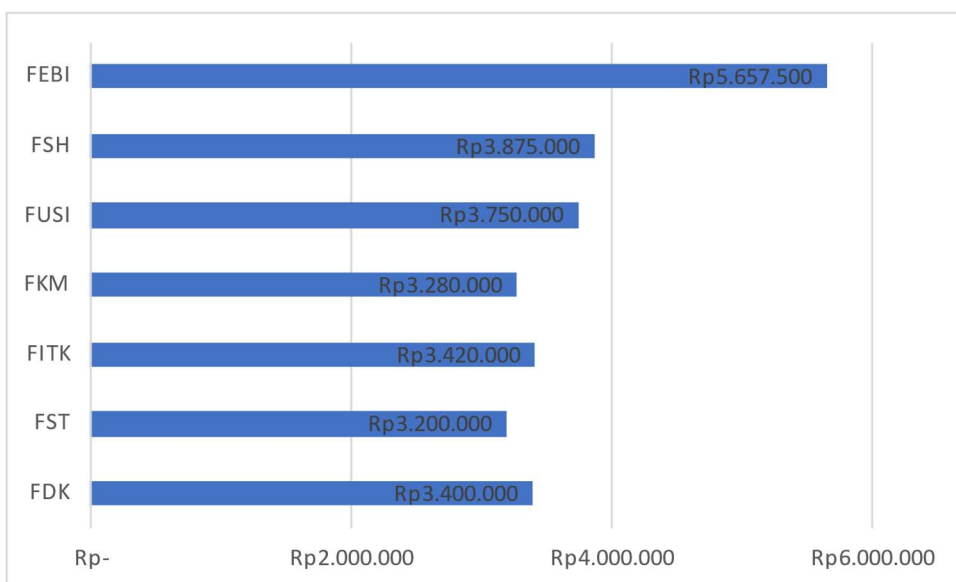 FEBI Rp5.657.500
FSH Rp3.875.000
FUSI Rp3.750.000
FKM Rp3.280.000
FITK Rp3.420.000
FST Rp3.200.000
FDK Rp3.400.000
Rp- Rp2.000.000 Rp4.000.000 Rp6.000.000